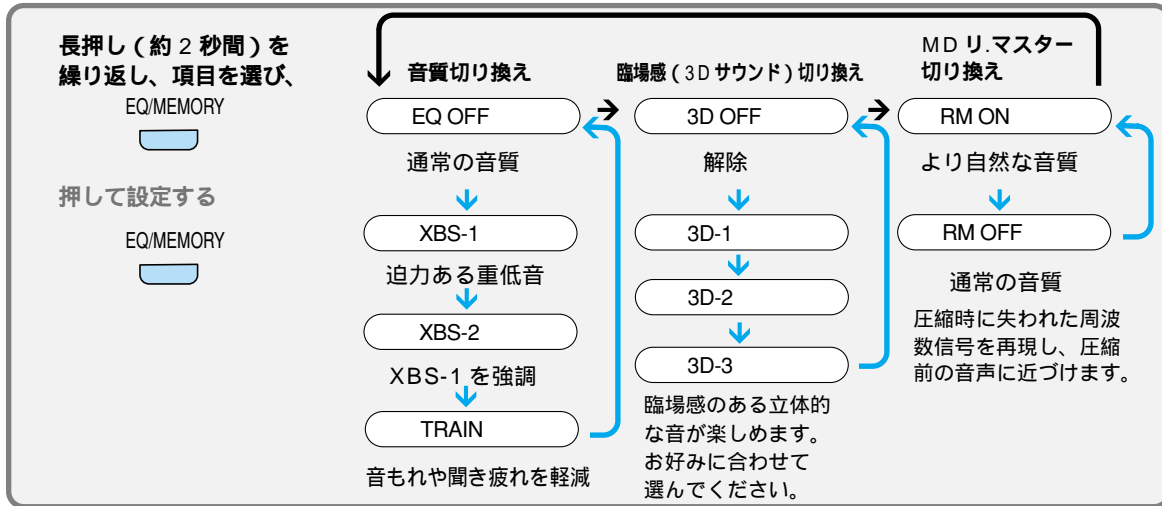 長押し（約 2 秒間）を
繰り返し、項目を選び、
EQ/MEMORY
押して設定する
EQ/MEMORY
音質切り換え
EQ OFF
通常の音質
XBS-1
迫力ある重低音
XBS-2
XBS-1 を強調
TRAIN
音もれや聞き疲れを軽減
臨場感（3D サウンド）切り換え
3D OFF
解除
3D-1
3D-2
3D-3
臨場感のある立体的
な音が楽しめます。
お好みに合わせて
選んでください。
MD リ.マスター
切り換え
RM ON
より自然な音質
RM OFF
通常の音質
圧縮時に失われた周波
数信号を再現し、圧縮
前の音声に近づけます。